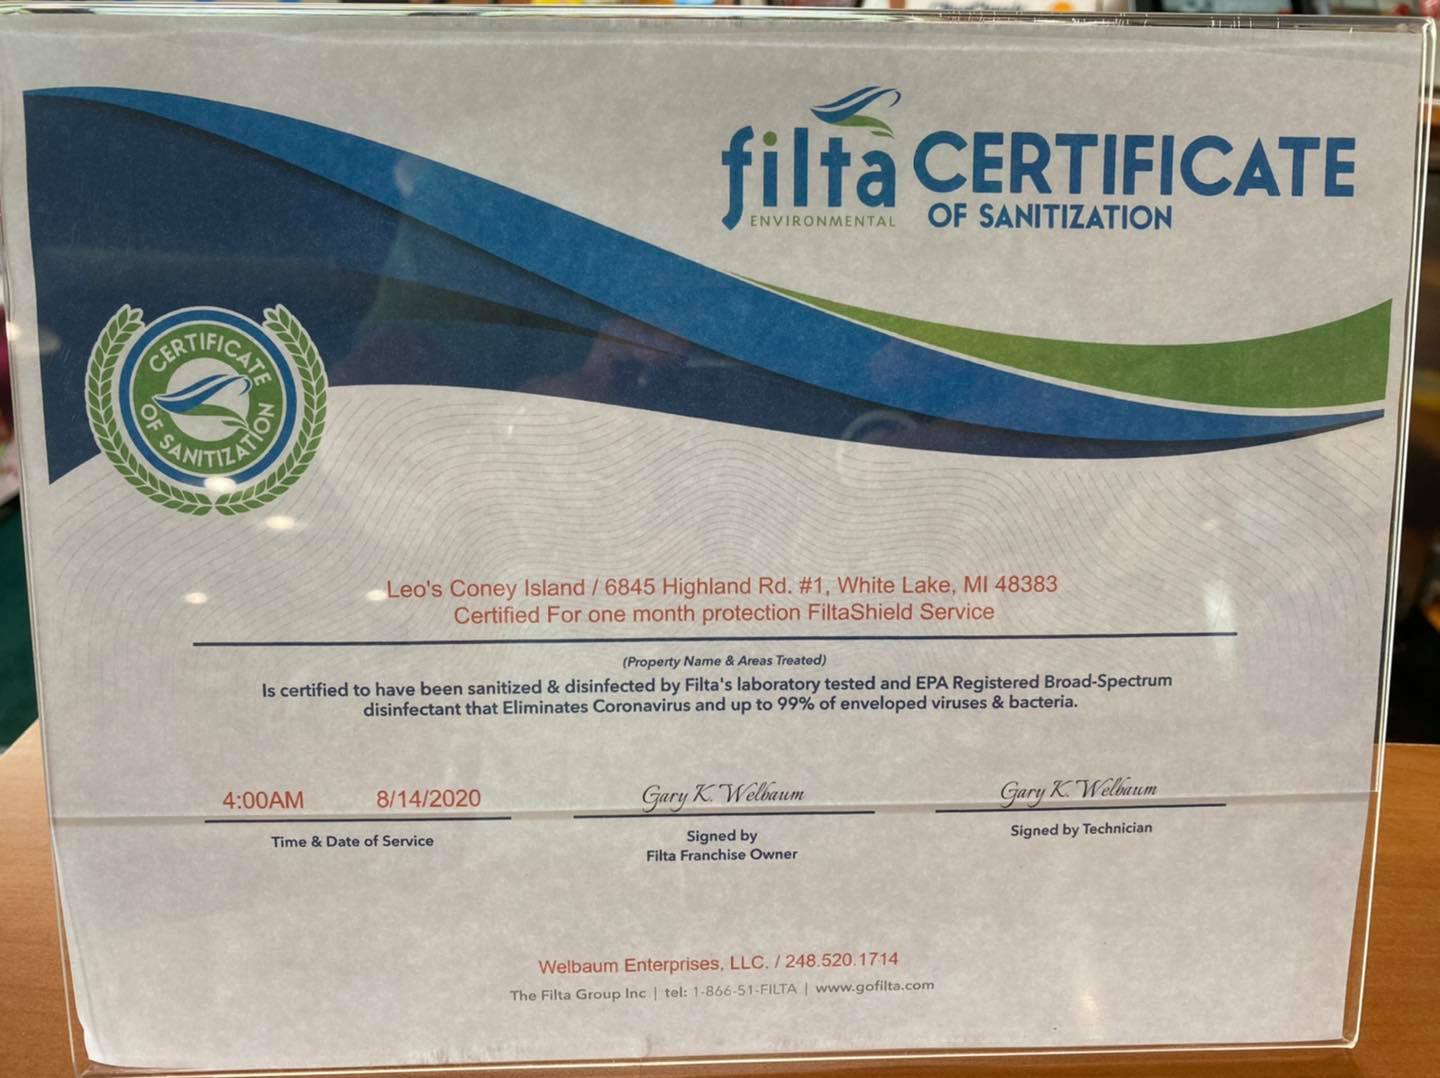 filta
ENVIRONMENTAL
CERTIFICATE
OF SANITIZATION
CERTIFICATE
OF SANITIZATION
Leo's Coney Island / 6845 Highland Rd. #1, White Lake, MI 48383
Certified For one month protection FiltaShield Service
(Property Name & Areas Treated)
Is certified to have been sanitized & disinfected by Filta's laboratory tested and EPA Registered Broad-Spectrum
disinfectant that Eliminates Coronavirus and up to 99% of enveloped viruses & bacteria.
4:00AM 8/14/2020
Time & Date of Service
Gary K. Welbaum
Signed by
Filta Franchise Owner
Gary K. Welbaum
Signed by Technician
Welbaum Enterprises, LLC. / 248.520.1714
The Filta Group Inc | tel: 1-866-51-FILTA | www.gofilta.com